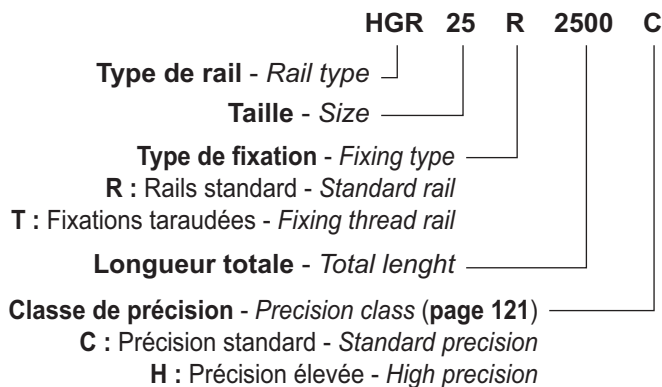 HGR 25 R 2500 C
Type de rail - Rail type
Taille - Size
Type de fixation - Fixing type
R : Rails standard - Standard rail
T : Fixations taraudées - Fixing thread rail
Longueur totale - Total lenght
Classe de précision - Precision class (page 121)
C : Précision standard - Standard precision
H : Précision élevée - High precision